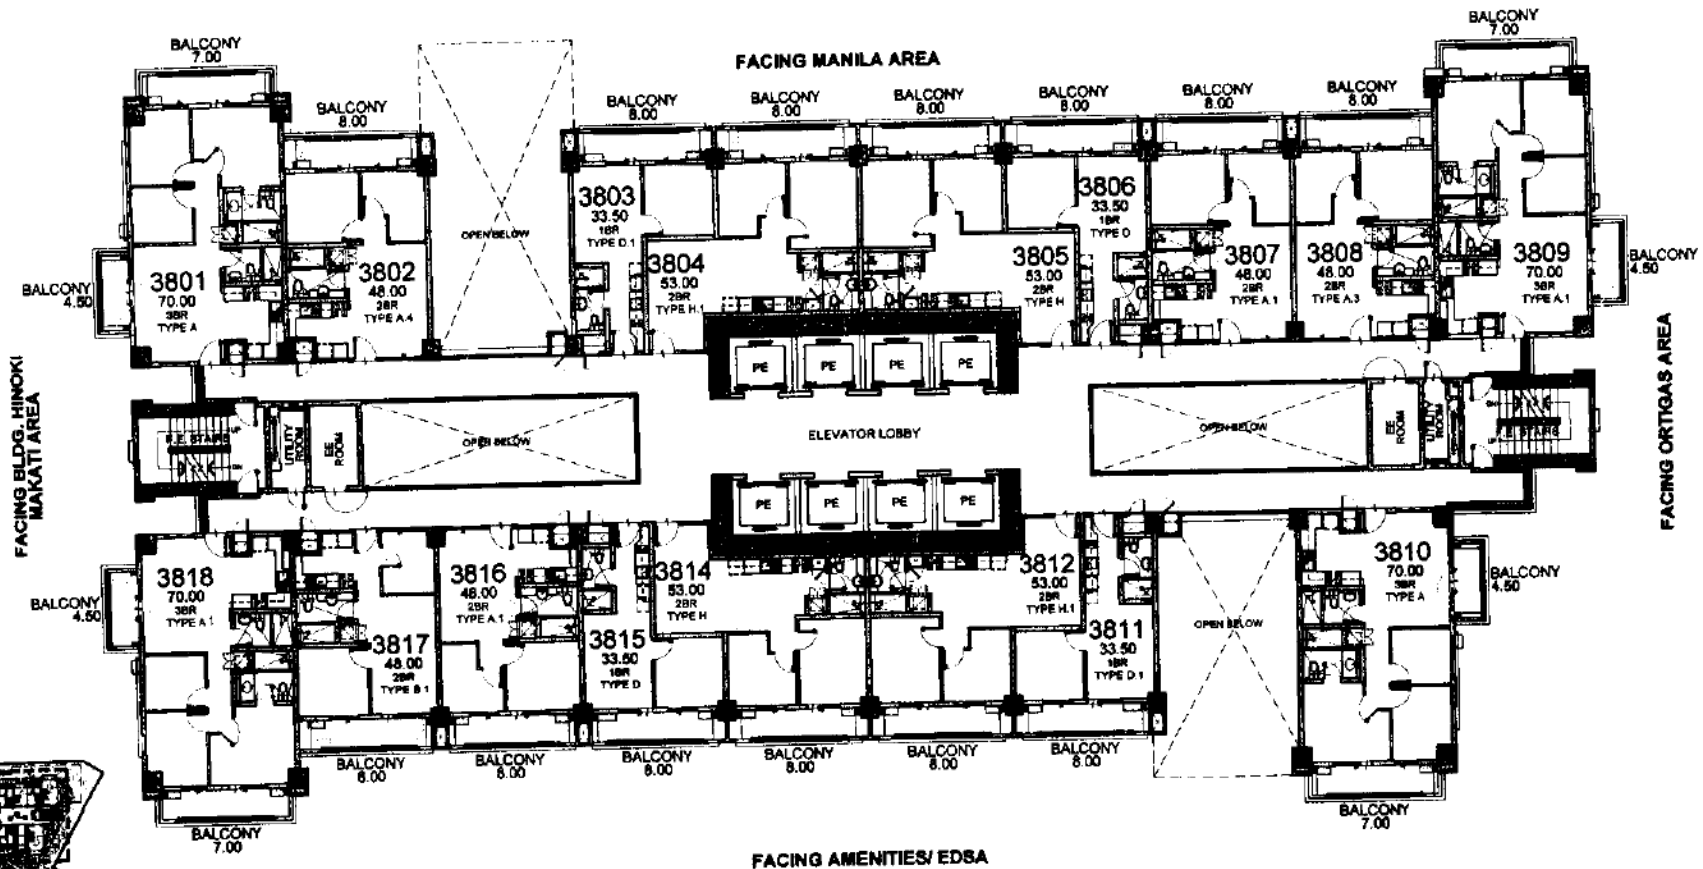 BALCONY
7.00
BALCONY
7.00
FACING MANILA AREA
BALCONY
8.00
BALCONY
8.00
BALCONY
8.00
BALCONY
8.00
BALCONY
8.00
BALCONY
8.00
BALCONY
8.00
3801
70.00
3BR
TYPE A
3802
48.00
2BR
TYPE A.4
OPEN BELOW
3803
33.50
1BR
TYPE D.1
3804
53.00
2BR
TYPE H.1
3805
53.00
2BR
TYPE H
3806
33.50
1BR
TYPE D
3807
48.00
2BR
TYPE A.1
3808
48.00
2BR
TYPE A.3
3809
70.00
3BR
TYPE A.1
BALCONY
4.50
BALCONY
4.50
PE
PE
PE
PE
FACING BLDG. HINOKI
MAKATI AREA
F.E. STAIRS
UP
DN
UTILITY
ROOM
EE
ROOM
OPEN BELOW
ELEVATOR LOBBY
OPEN BELOW
EE
ROOM
UTILITY
ROOM
DN
UP
F.E. STAIRS
FACING ORTIGAS AREA
PE
PE
PE
PE
BALCONY
4.50
3818
70.00
3BR
TYPE A.1
3817
48.00
2BR
TYPE B.1
3816
48.00
2BR
TYPE A.1
3815
33.50
1BR
TYPE D
3814
53.00
2BR
TYPE H
3812
53.00
2BR
TYPE H.1
3811
33.50
1BR
TYPE D.1
OPEN BELOW
3810
70.00
3BR
TYPE A
BALCONY
4.50
BALCONY
8.00
BALCONY
8.00
BALCONY
8.00
BALCONY
8.00
BALCONY
8.00
BALCONY
8.00
BALCONY
7.00
BALCONY
7.00
FACING AMENITIES/ EDSA